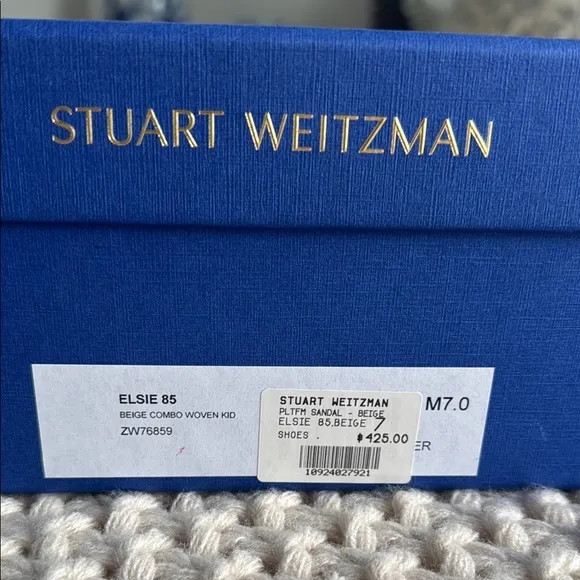 STUART WEITZMAN
ELSIE 85
BEIGE COMBO WOVEN KID
ZW76859
M7.0
STUART WEITZMAN
PLTFM SANDAL - BEIGE
ELSIE 85,BEIGE 7
SHOES . $425.00
10924027921
ER